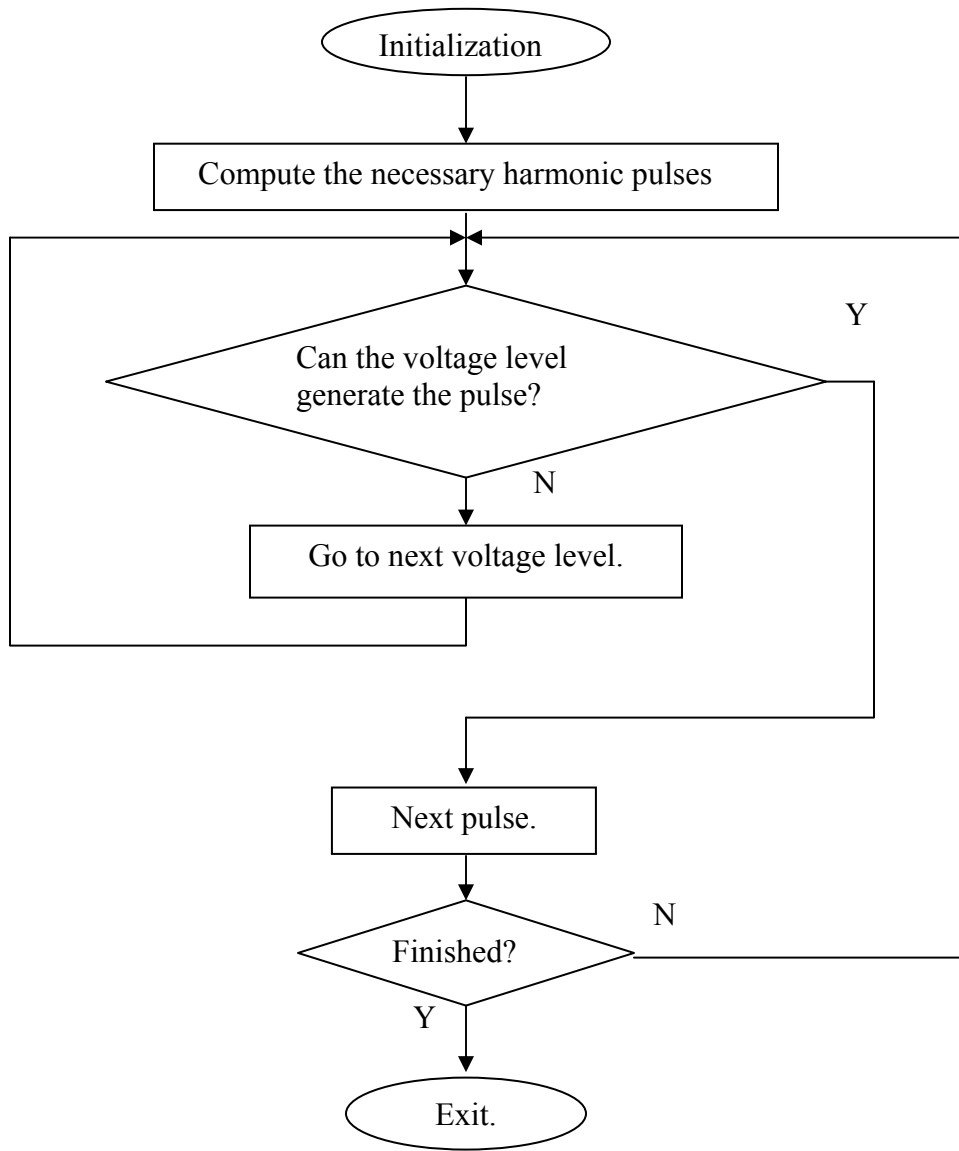 Initialization
Compute the necessary harmonic pulses
Y
Can the voltage level
generate the pulse?
N
Go to next voltage level.
Next pulse.
N
Finished?
Y
Exit.